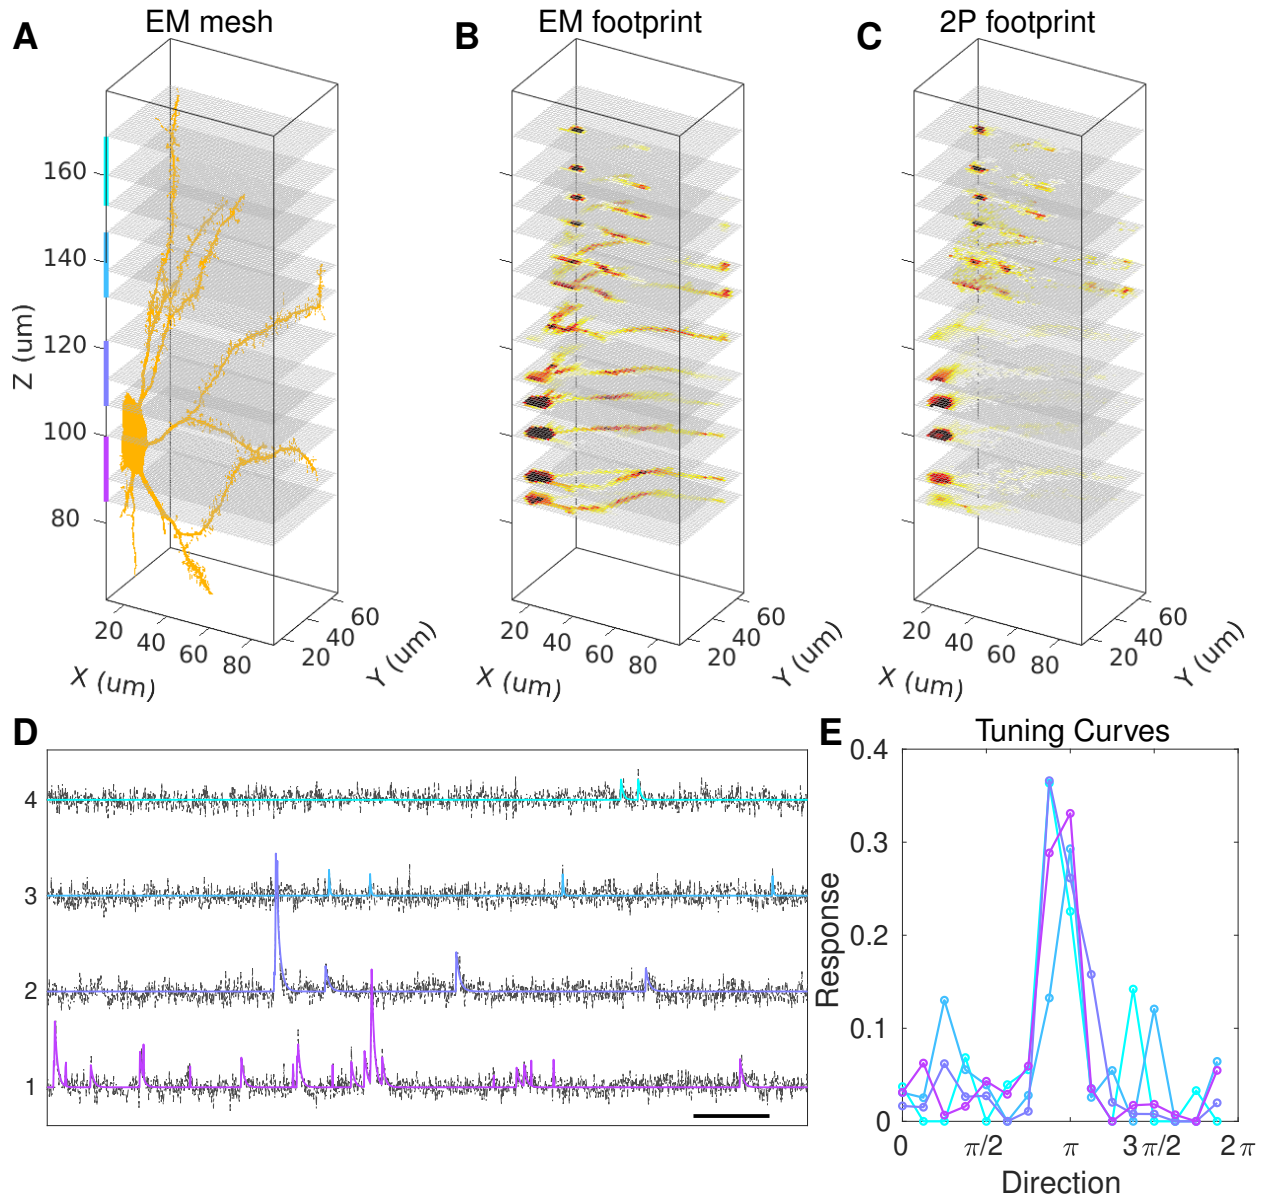 A
EM mesh
B
EM footprint
C
2P footprint
160
140
120
100
80
Z (um)
20
40
60
80
X (um)
20
40
60
Y (um)
20
40
60
80
X (um)
20
40
60
Y (um)
20
40
60
80
X (um)
20
40
60
Y (um)
D
4
3
2
1
E
Tuning Curves
0.4
0.3
0.2
0.1
0
Response
0
π/2
π
3π/2
2π
Direction